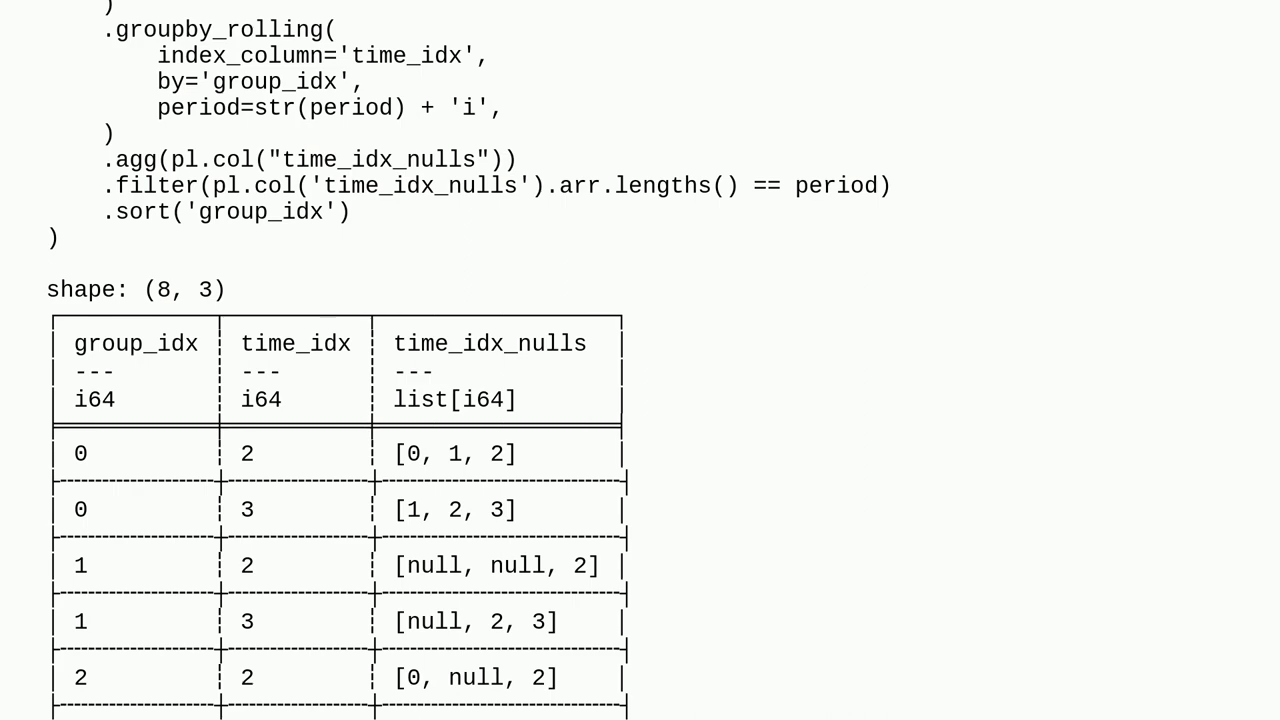 )
.groupby_rolling(
index_column='time_idx',
by='group_idx',
period=str(period) + 'i',
)
.agg(pl.col("time_idx_nulls"))
.filter(pl.col('time_idx_nulls').arr.lengths() == period)
.sort('group_idx')
)
shape: (8, 3)
group_idx time_idx time_idx_nulls
--- --- ---
i64 i64 list[i64]
0 2 [0, 1, 2]
0 3 [1, 2, 3]
1 2 [null, null, 2]
1 3 [null, 2, 3]
2 2 [0, null, 2]